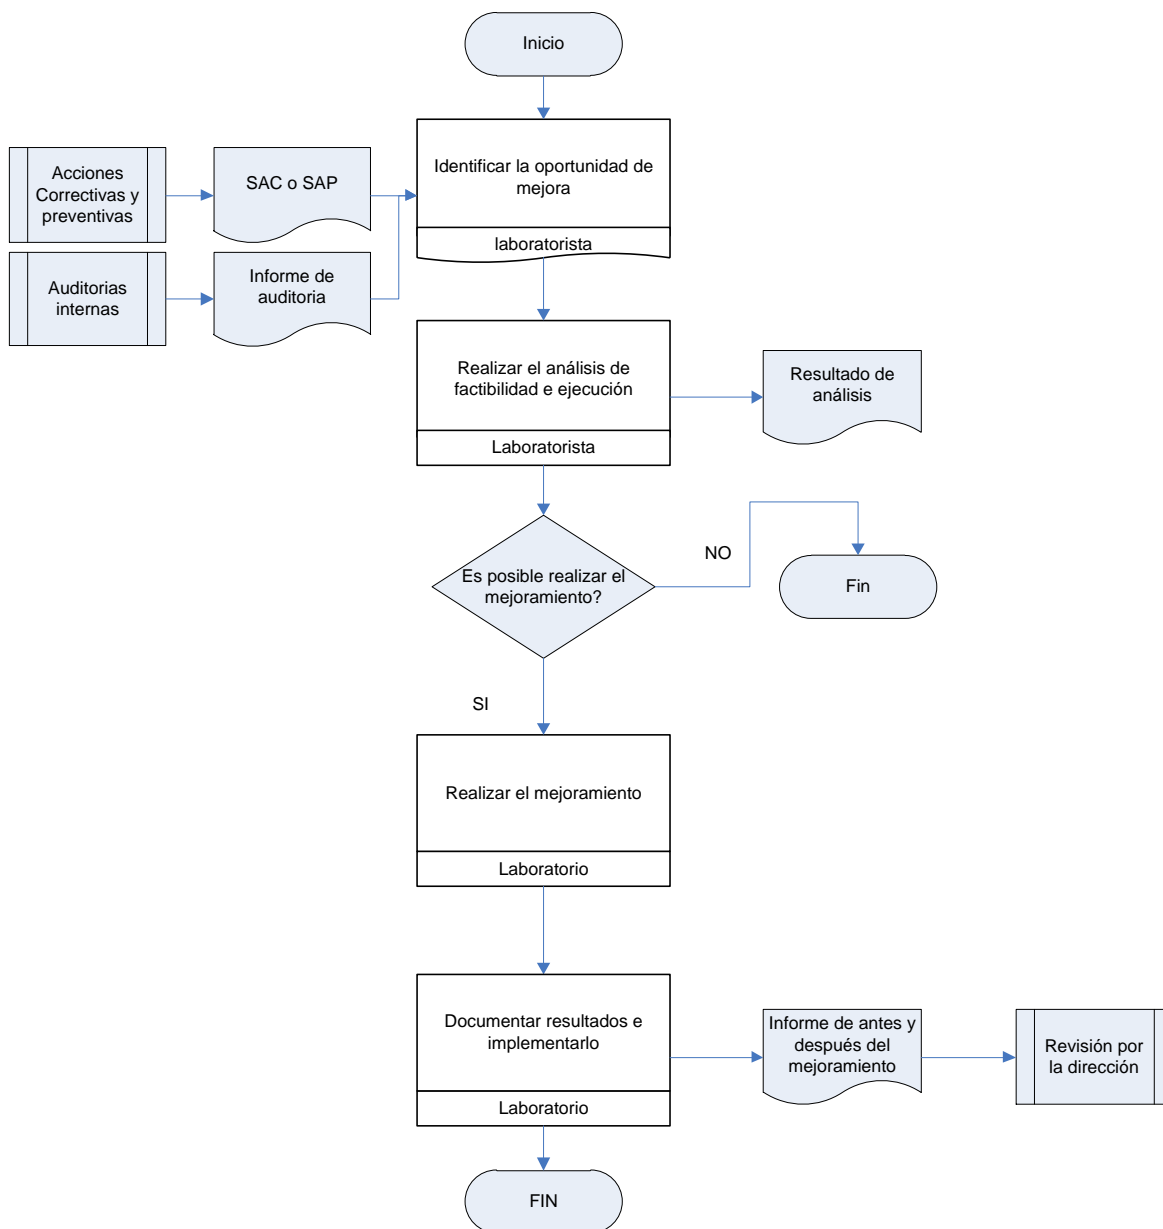 Inicio
Identificar la oportunidad de
mejora
laboratorista
Acciones
Correctivas y
preventivas
SAC o SAP
Auditorias
internas
Informe de
auditoria
Realizar el análisis de
factibilidad e ejecución
Laboratorista
Resultado de
análisis
Es posible realizar el
mejoramiento?
NO
Fin
SI
Realizar el mejoramiento
Laboratorio
Documentar resultados e
implementarlo
Laboratorio
Informe de antes y
después del
mejoramiento
Revisión por
la dirección
FIN